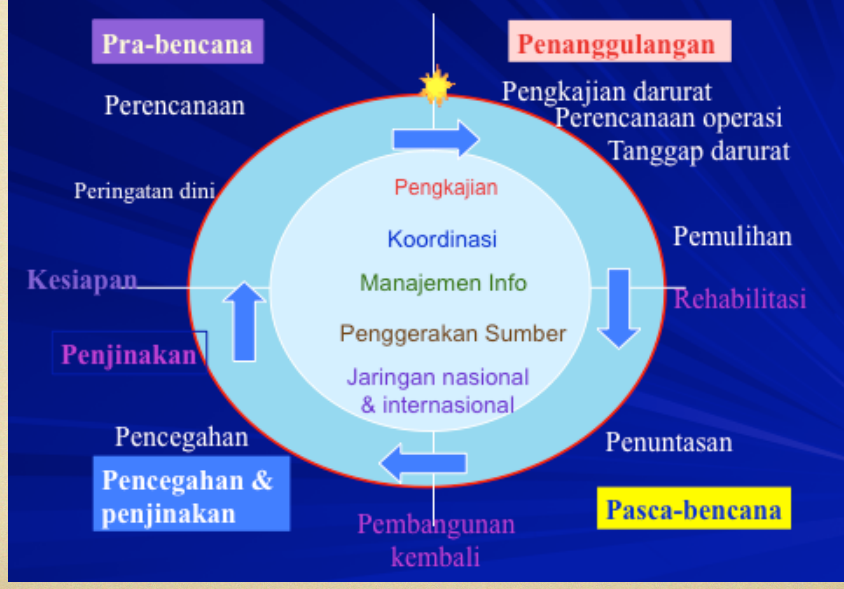 Pra-bencana
Penanggulangan
Perencanaan
Pengkajian darurat
Perencanaan operasi
Tanggap darurat
Peringatan dini
Pengkajian
Koordinasi
Pemulihan
Kesiapan
Manajemen Info
Rehabilitasi
Penjinakan
Penggerakan Sumber
Jaringan nasional
& internasional
Pencegahan
Penuntasan
Pencegahan &
penjinakan
Pasca-bencana
Pembangunan
kembali